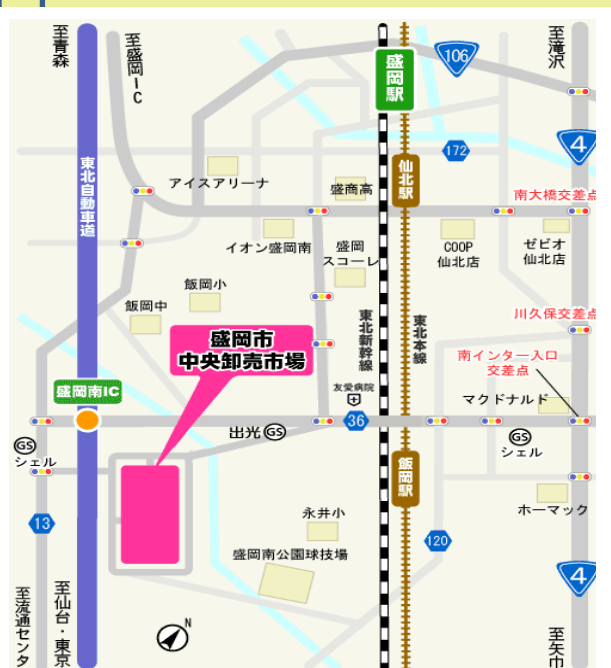 至青森
至盛岡IC
盛岡駅
106
至滝沢
172
4
東北自動車道
アイスアリーナ
盛商高
仙北駅
南大橋交差点
イオン盛岡南
盛岡
スコーレ
COOP
仙北店
ゼビオ
仙北店
飯岡小
飯岡中
盛岡市
中央卸売市場
東北新幹線
東北本線
川久保交差点
南インター入口
交差点
盛岡南IC
友愛病院
マクドナルド
36
出光
GS
GS
シェル
GS
シェル
飯岡駅
ホーマック
13
永井小
120
盛岡南公園球技場
4
至流通センタ
至仙台・東京
N
至矢巾